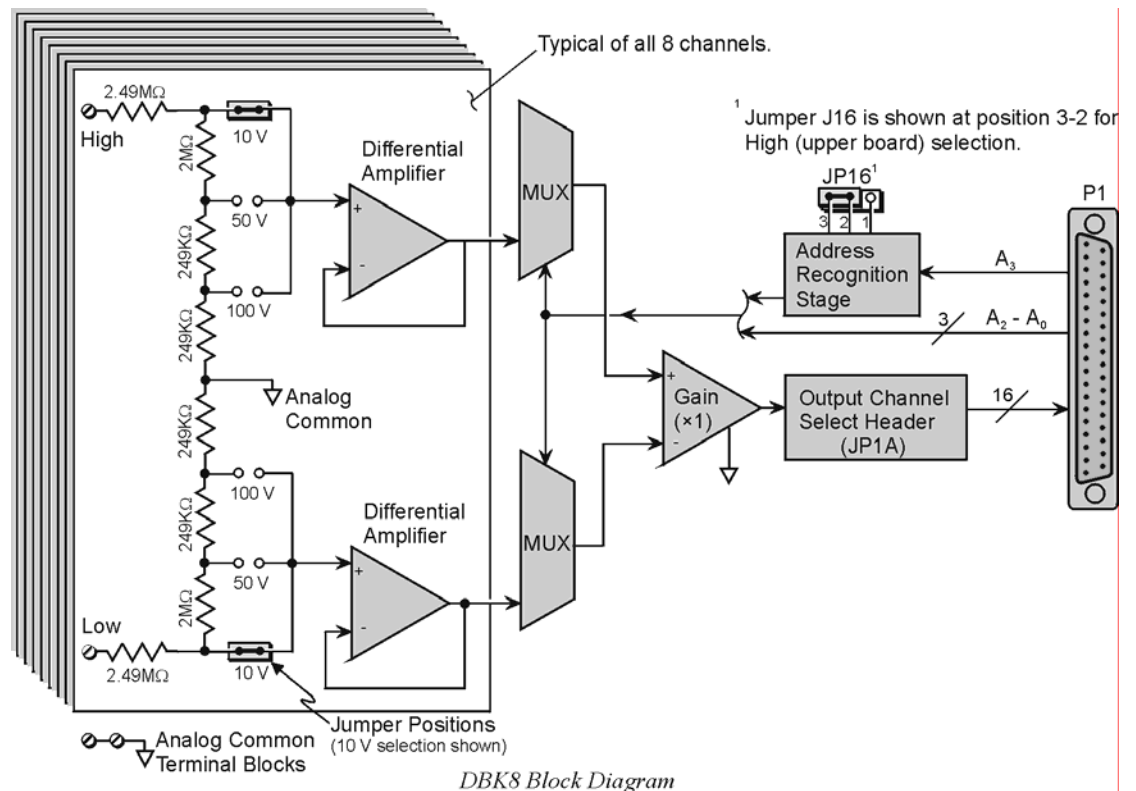 Typical of all 8 channels.
2.49MΩ
High
10 V
2MΩ
50 V
249KΩ
100 V
249KΩ
Analog
Common
249KΩ
100 V
249KΩ
50 V
2MΩ
Low
10 V
2.49MΩ
Differential
Amplifier
+
-
Differential
Amplifier
+
-
MUX
MUX
1 Jumper J16 is shown at position 3-2 for
High (upper board) selection.
JP16¹
3 2 1
Address
Recognition
Stage
P1
A₃
3
A₂ - A₀
+
Gain
(×1)
-
Output Channel
Select Header
(JP1A)
16
Jumper Positions
(10 V selection shown)
Analog Common
Terminal Blocks
DBK8 Block Diagram